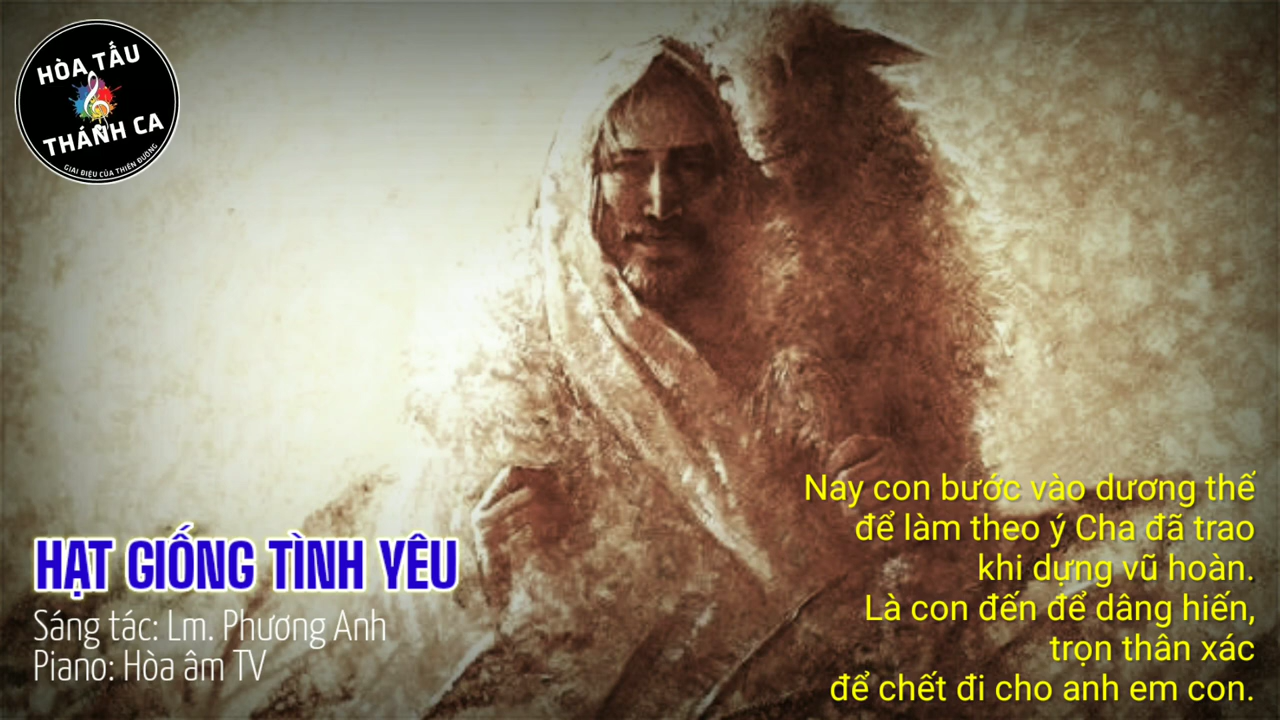 HÒA TẤU
THÁNH CA
GIAI ĐIỆU CỦA THIÊN ĐƯỜNG
HẠT GIỐNG TÌNH YÊU
Sáng tác: Lm. Phương Anh
Piano: Hòa âm TV
Nay con bước vào dương thế
để làm theo ý Cha đã trao
khi dựng vũ hoàn.
Là con đến để dâng hiến,
trọn thân xác
để chết đi cho anh em con.